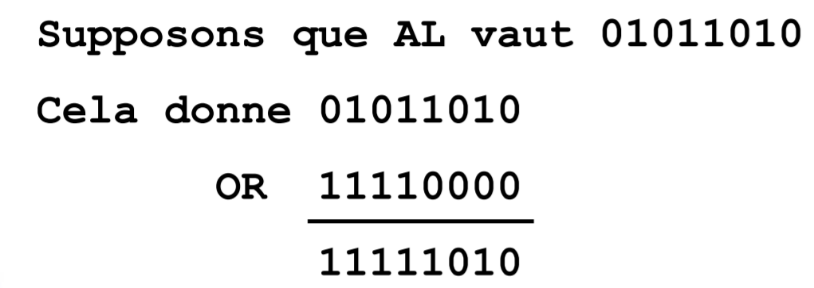 Supposons que AL vaut 01011010
Cela donne 01011010
OR 11110000
11111010